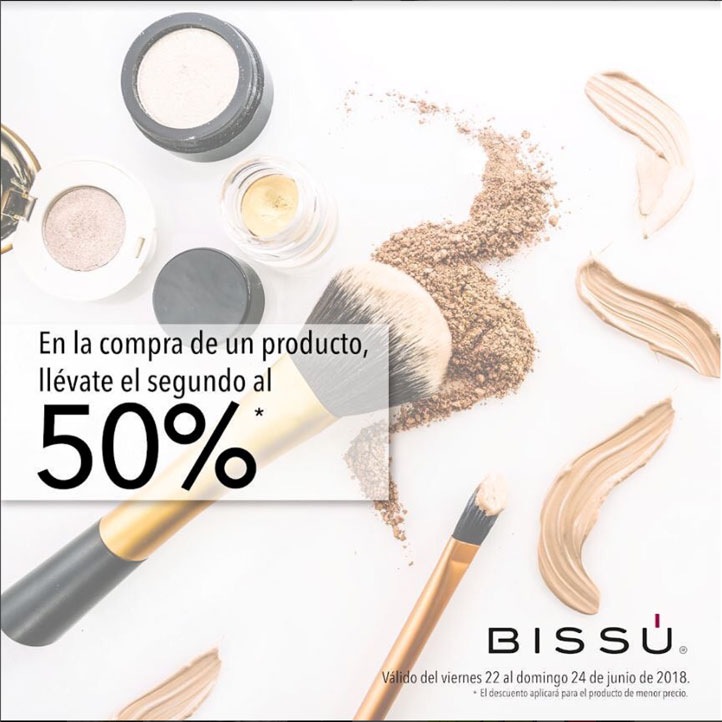 En la compra de un producto,
llévate el segundo al
50%*
BISSÚ®
Válido del viernes 22 al domingo 24 de junio de 2018.
* El descuento aplicará para el producto de menor precio.